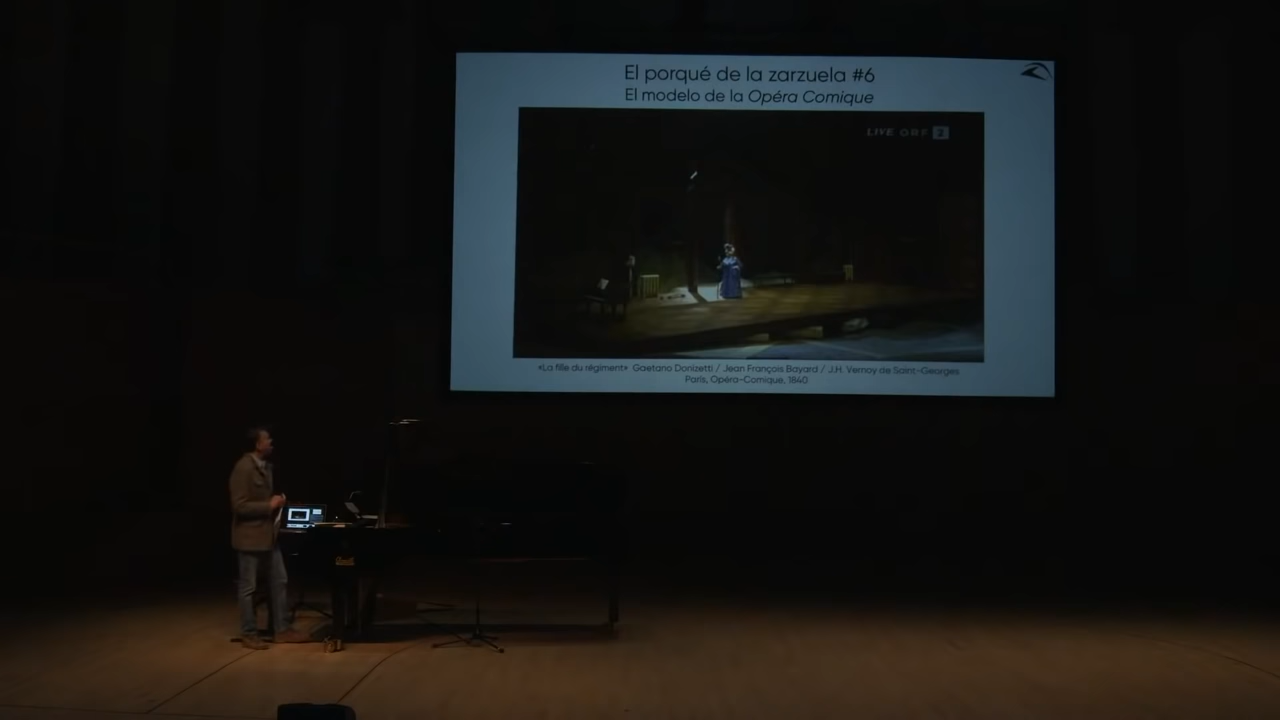 El porqué de la zarzuela #6
El modelo de la Opéra Comique
LIVE ORF 2
«La fille du régiment» Gaetano Donizetti / Jean François Bayard / J.H. Vernoy de Saint-Georges
París, Opéra-Comique, 1840